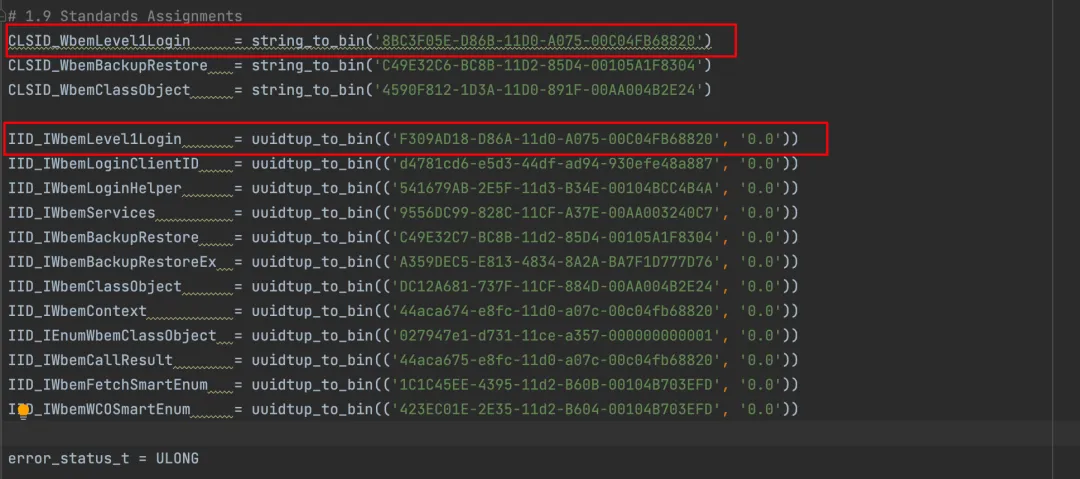 # 1.9 Standards Assignments
CLSID_WbemLevel1Login = string_to_bin('8BC3F05E-D86B-11D0-A075-00C04FB68820')
CLSID_WbemBackupRestore = string_to_bin('C49E32C6-BC8B-11D2-85D4-00105A1F8304')
CLSID_WbemClassObject = string_to_bin('4590F812-1D3A-11D0-891F-00AA004B2E24')
IID_IWbemLevel1Login = uuidtup_to_bin(('F309AD18-D86A-11d0-A075-00C04FB68820', '0.0'))
IID_IWbemLoginClientID = uuidtup_to_bin(('d4781cd6-e5d3-44df-ad94-930efe48a887', '0.0'))
IID_IWbemLoginHelper = uuidtup_to_bin(('541679AB-2E5F-11d3-B34E-00104BCC4B4A', '0.0'))
IID_IWbemServices = uuidtup_to_bin(('9556DC99-828C-11CF-A37E-00AA003240C7', '0.0'))
IID_IWbemBackupRestore = uuidtup_to_bin(('C49E32C7-BC8B-11d2-85D4-00105A1F8304', '0.0'))
IID_IWbemBackupRestoreEx = uuidtup_to_bin(('A359DEC5-E813-4834-8A2A-BA7F1D777D76', '0.0'))
IID_IWbemClassObject = uuidtup_to_bin(('DC12A681-737F-11CF-884D-00AA004B2E24', '0.0'))
IID_IWbemContext = uuidtup_to_bin(('44aca674-e8fc-11d0-a07c-00c04fb68820', '0.0'))
IID_IEnumWbemClassObject = uuidtup_to_bin(('027947e1-d731-11ce-a357-000000000001', '0.0'))
IID_IWbemCallResult = uuidtup_to_bin(('44aca675-e8fc-11d0-a07c-00c04fb68820', '0.0'))
IID_IWbemFetchSmartEnum = uuidtup_to_bin(('1C1C45EE-4395-11d2-B60B-00104B703EFD', '0.0'))
IID_IWbemWCOSmartEnum = uuidtup_to_bin(('423EC01E-2E35-11d2-B604-00104B703EFD', '0.0'))
error_status_t = ULONG